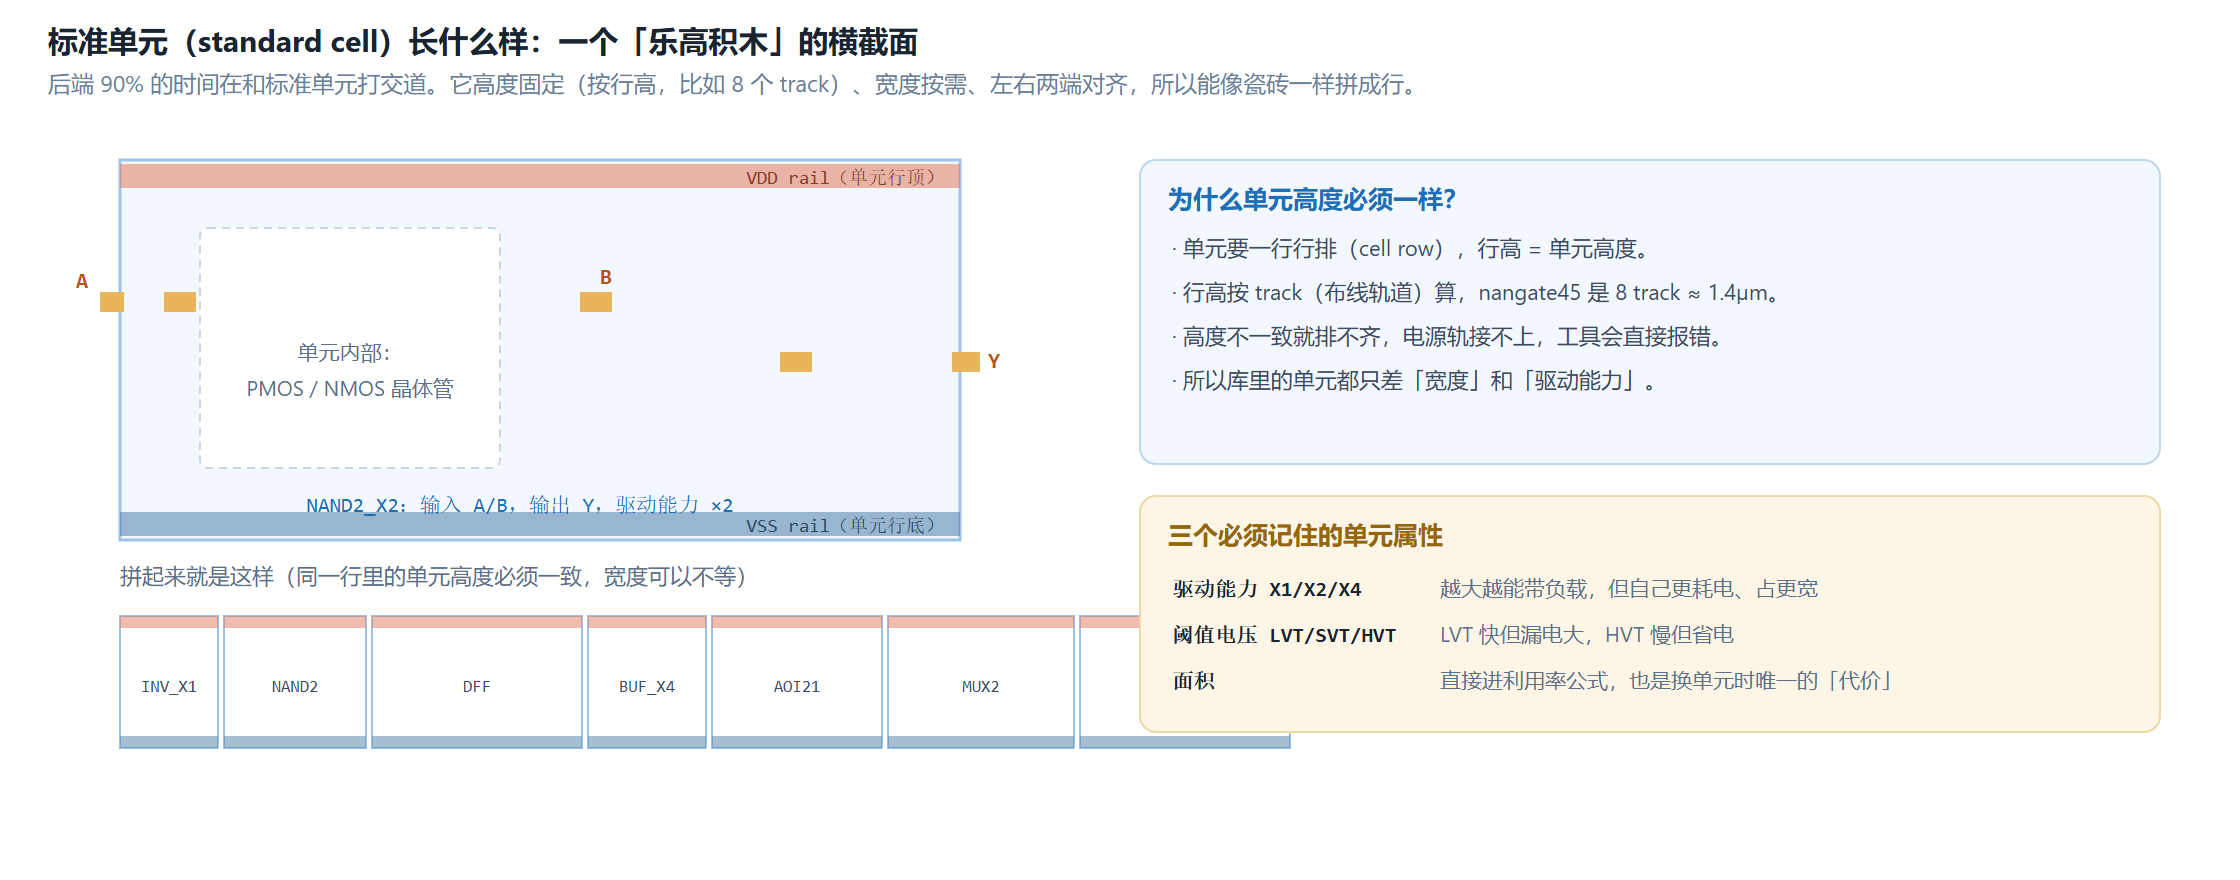 标准单元（standard cell）长什么样：一个「乐高积木」的横截面
后端 90% 的时间在和标准单元打交道。它高度固定（按行高，比如 8 个 track）、宽度按需、左右两端对齐，所以能像瓷砖一样拼成行。
VDD rail（单元行顶）
A
B
单元内部：
PMOS / NMOS 晶体管
Y
NAND2_X2：输入 A/B，输出 Y，驱动能力 ×2
VSS rail（单元行底）
拼起来就是这样（同一行里的单元高度必须一致，宽度可以不等）
INV_X1
NAND2
DFF
BUF_X4
AOI21
MUX2
为什么单元高度必须一样？
· 单元要一行行排（cell row），行高 = 单元高度。
· 行高按 track（布线轨道）算，nangate45 是 8 track ≈ 1.4μm。
· 高度不一致就排不齐，电源轨接不上，工具会直接报错。
· 所以库里的单元都只差「宽度」和「驱动能力」。
三个必须记住的单元属性
驱动能力 X1/X2/X4 越大越能带负载，但自己更耗电、占更宽
阈值电压 LVT/SVT/HVT LVT 快但漏电大，HVT 慢但省电
面积 直接进利用率公式，也是换单元时唯一的「代价」